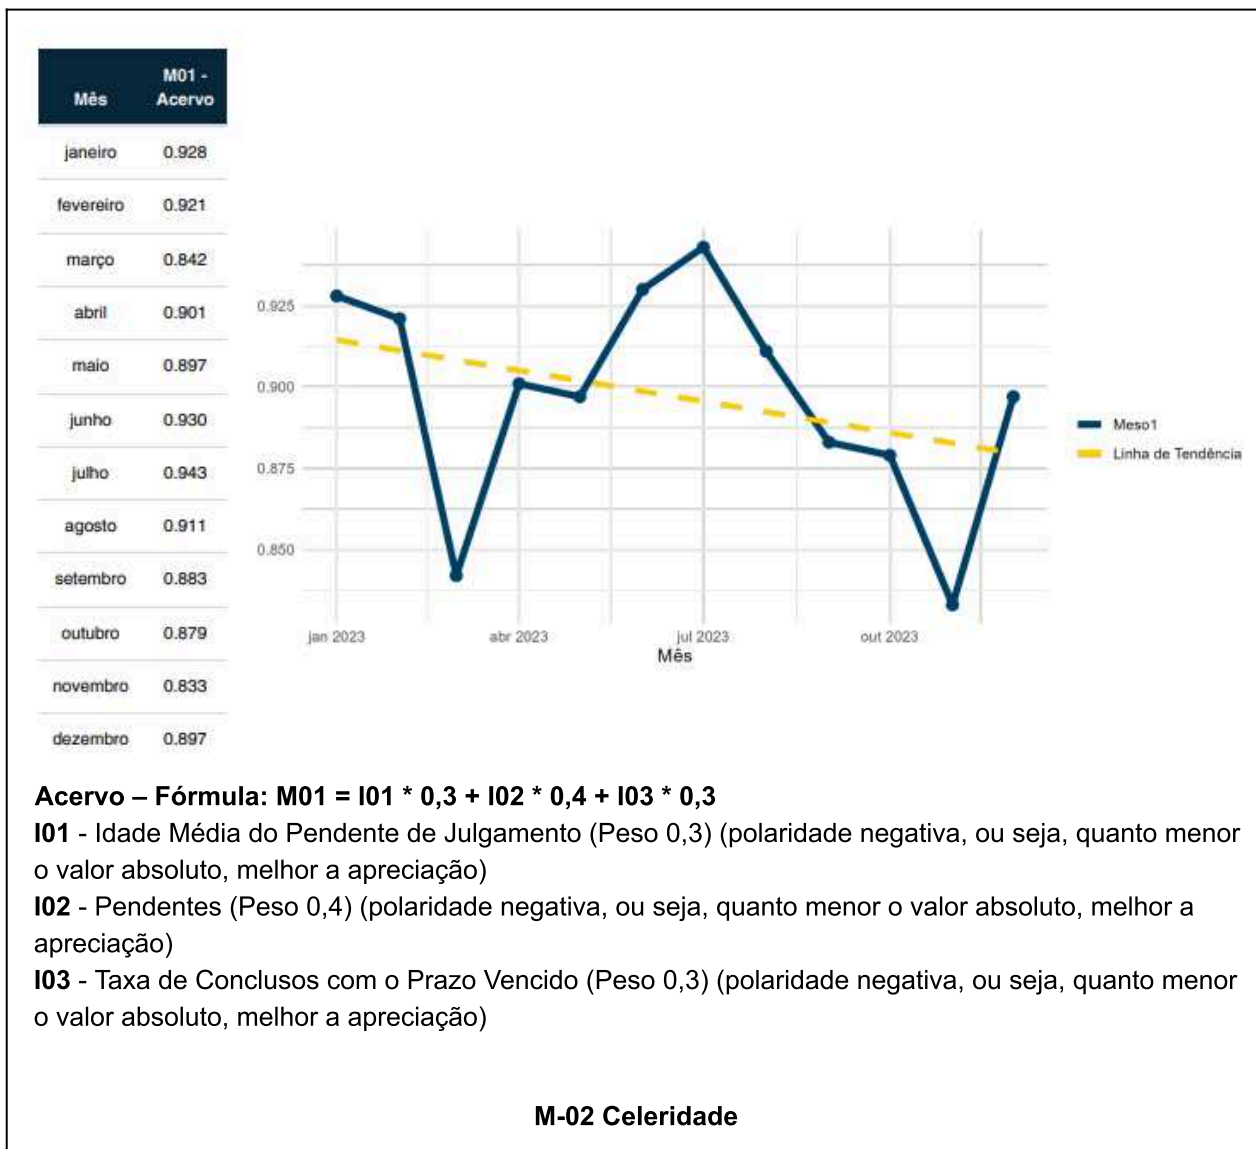 Mês M01 - Acervo
janeiro 0.928
fevereiro 0.921
março 0.842
abril 0.901
maio 0.897
junho 0.930
julho 0.943
agosto 0.911
setembro 0.883
outubro 0.879
novembro 0.833
dezembro 0.897
0.925
0.900
0.875
0.850
jan 2023 abr 2023 jul 2023 out 2023
Mês
Meso1
Linha de Tendência
Acervo – Fórmula: M01 = I01 * 0,3 + I02 * 0,4 + I03 * 0,3
I01 - Idade Média do Pendente de Julgamento (Peso 0,3) (polaridade negativa, ou seja, quanto menor
o valor absoluto, melhor a apreciação)
I02 - Pendentes (Peso 0,4) (polaridade negativa, ou seja, quanto menor o valor absoluto, melhor a
apreciação)
I03 - Taxa de Conclusos com o Prazo Vencido (Peso 0,3) (polaridade negativa, ou seja, quanto menor
o valor absoluto, melhor a apreciação)
M-02 Celeridade